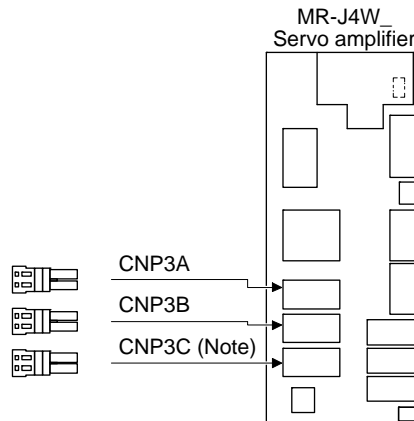 MR-J4W_
Servo amplifier
CNP3A
CNP3B
CNP3C (Note)